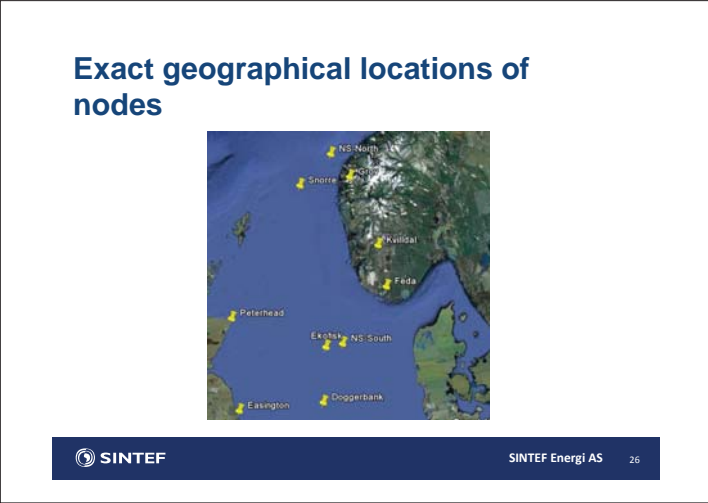 Exact geographical locations of
nodes
NS-North
Snorre
Kvilldal
Feda
Peterhead
Ekofisk
NS-South
Doggerbank
Easington
SINTEF
SINTEF Energi AS
26